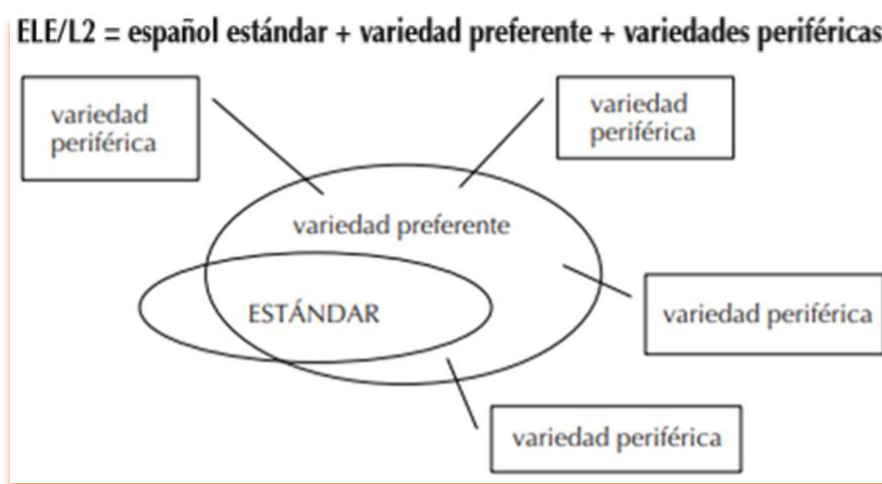 ELE/L2 = español estándar + variedad preferente + variedades periféricas
variedad
periférica
variedad
periférica
variedad preferente
ESTÁNDAR
variedad periférica
variedad periférica